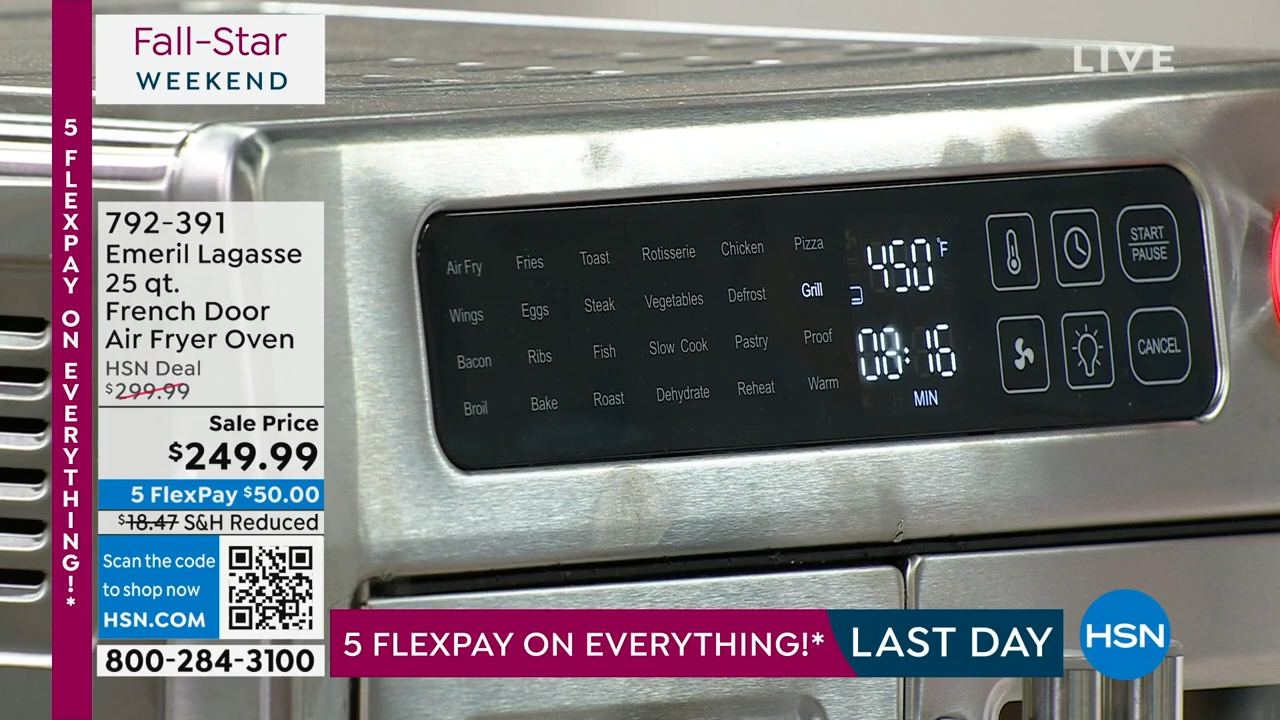 Fall-Star
WEEKEND
LIVE
5 FLEXPAY ON EVERYTHING!*
792-391
Emeril Lagasse
25 qt.
French Door
Air Fryer Oven
HSN Deal
$299.99
Sale Price
$249.99
5 FlexPay $50.00
$18.47 S&H Reduced
Scan the code
to shop now
HSN.COM
800-284-3100
Air Fry Fries Toast Rotisserie Chicken Pizza
Wings Eggs Steak Vegetables Defrost Grill
Bacon Ribs Fish Slow Cook Pastry Proof
Broil Bake Roast Dehydrate Reheat Warm
450°F
08:16
MIN
START
PAUSE
CANCEL
5 FLEXPAY ON EVERYTHING!* LAST DAY
HSN